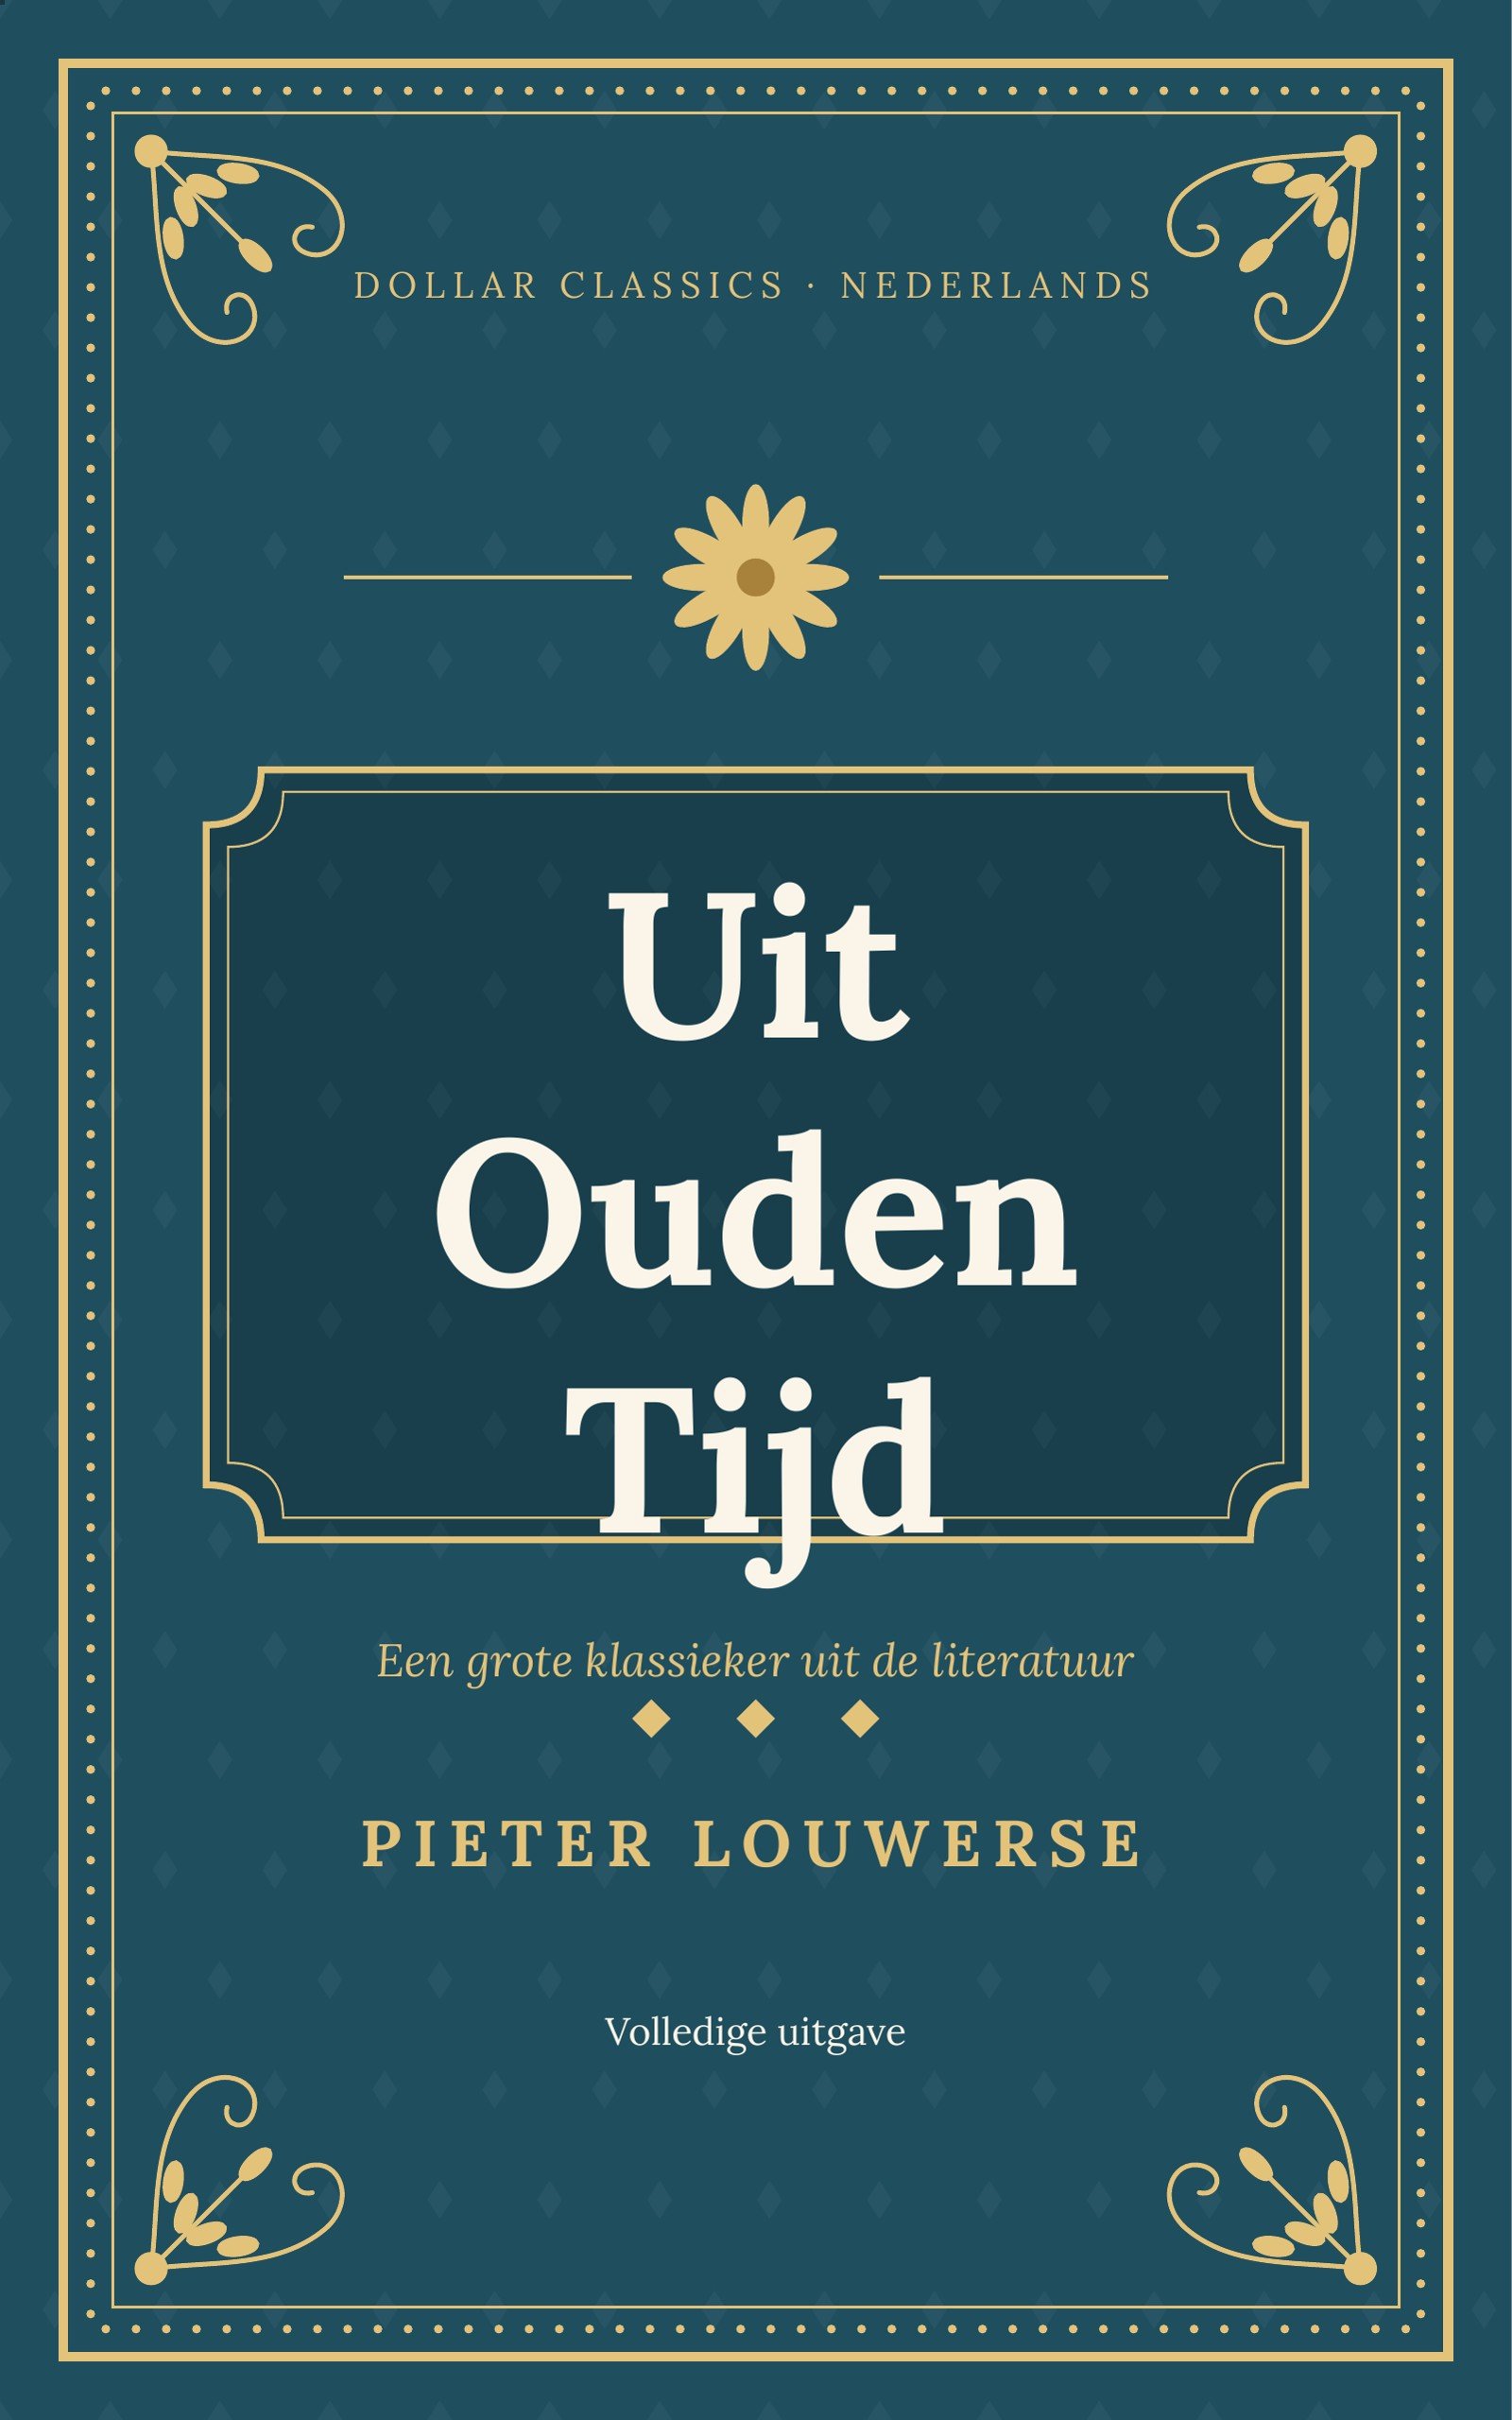 DOLLAR CLASSICS · NEDERLANDS
Uit
Ouden
Tijd
Een grote klassieker uit de literatuur
PIETER LOUWERSE
Volledige uitgave